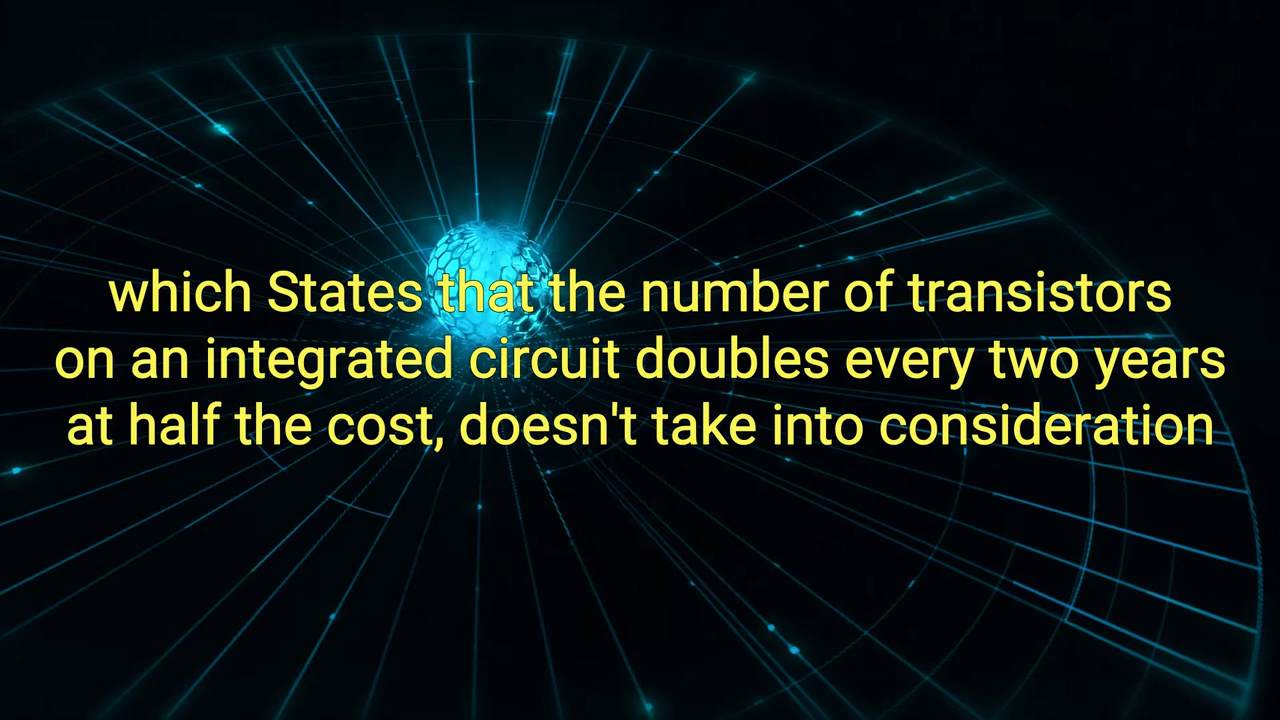 which States that the number of transistors
on an integrated circuit doubles every two years
at half the cost, doesn't take into consideration